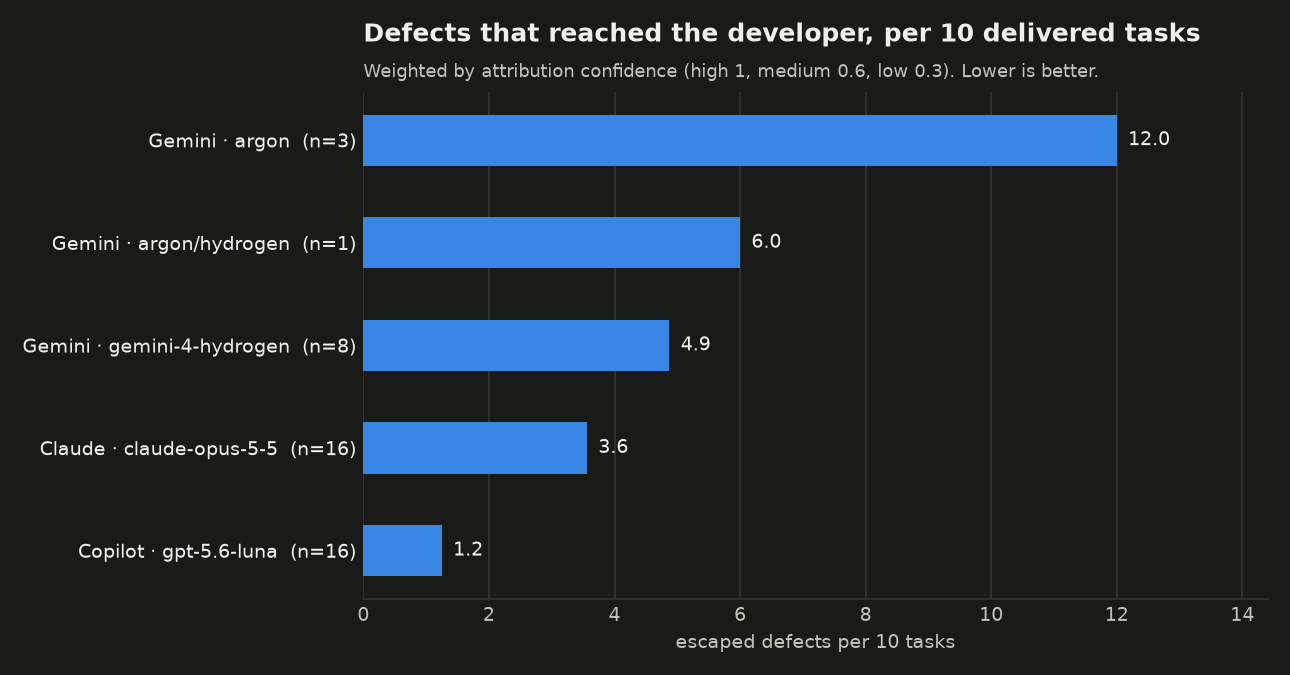 Defects that reached the developer, per 10 delivered tasks
Weighted by attribution confidence (high 1, medium 0.6, low 0.3). Lower is better.
Gemini · argon (n=3)
12.0
Gemini · argon/hydrogen (n=1)
6.0
Gemini · gemini-4-hydrogen (n=8)
4.9
Claude · claude-opus-5-5 (n=16)
3.6
Copilot · gpt-5.6-luna (n=16)
1.2
0 2 4 6 8 10 12 14
escaped defects per 10 tasks